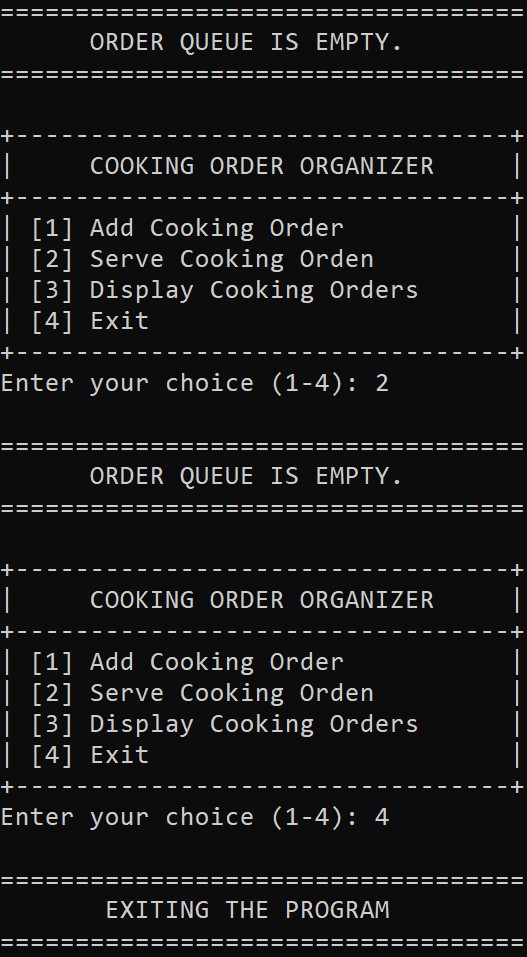 ===================================
      ORDER QUEUE IS EMPTY.
===================================

+---------------------------------+
|     COOKING ORDER ORGANIZER     |
+---------------------------------+
| [1] Add Cooking Order           |
| [2] Serve Cooking Orden         |
| [3] Display Cooking Orders      |
| [4] Exit                        |
+---------------------------------+
Enter your choice (1-4): 2

===================================
      ORDER QUEUE IS EMPTY.
===================================

+---------------------------------+
|     COOKING ORDER ORGANIZER     |
+---------------------------------+
| [1] Add Cooking Order           |
| [2] Serve Cooking Orden         |
| [3] Display Cooking Orders      |
| [4] Exit                        |
+---------------------------------+
Enter your choice (1-4): 4

===================================
       EXITING THE PROGRAM
===================================